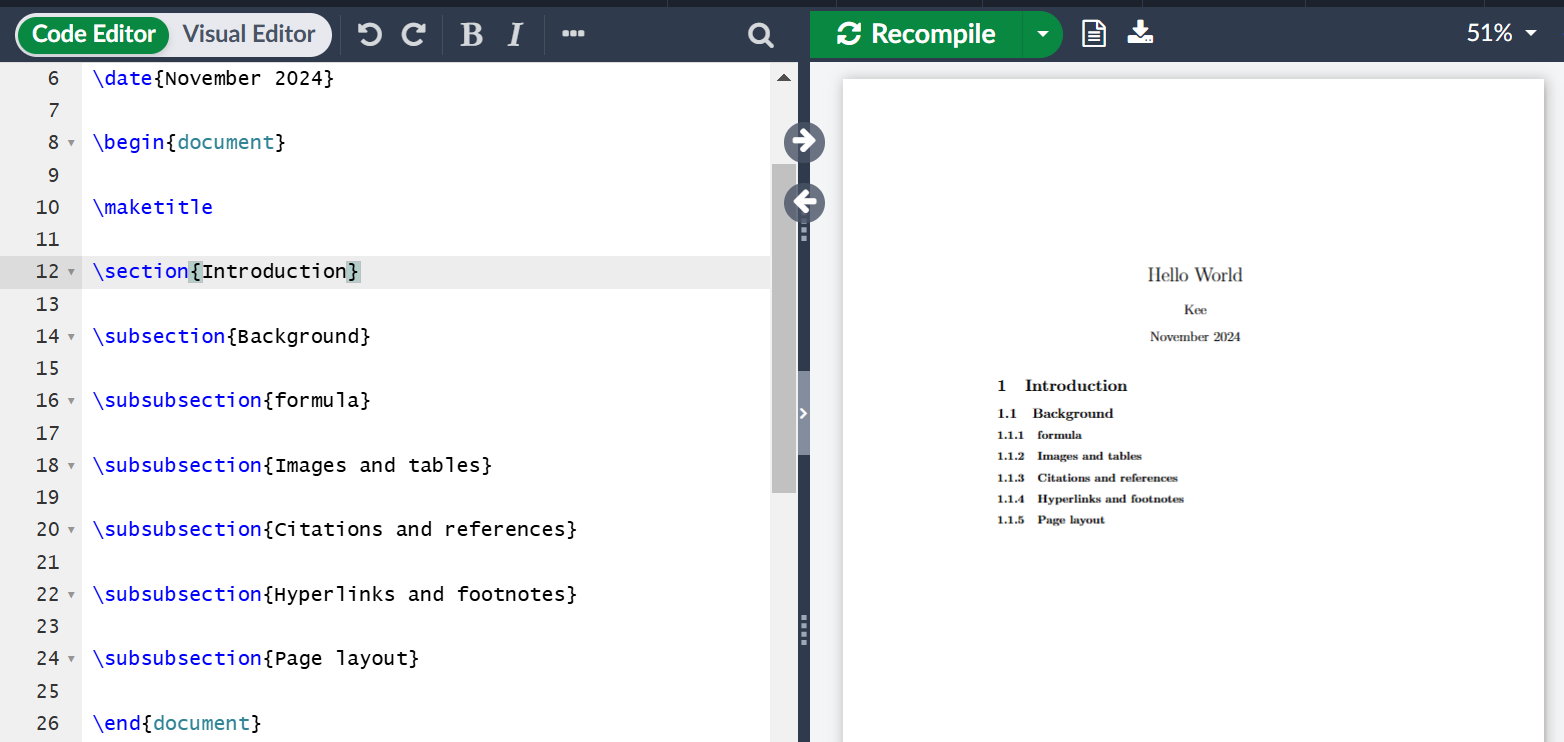 Code Editor Visual Editor B I Recompile 51%
6 \date{November 2024}
7
8 \begin{document}
9
10 \maketitle
11
12 \section{Introduction}
13
14 \subsection{Background}
15
16 \subsubsection{formula}
17
18 \subsubsection{Images and tables}
19
20 \subsubsection{Citations and references}
21
22 \subsubsection{Hyperlinks and footnotes}
23
24 \subsubsection{Page layout}
25
26 \end{document}
Hello World
Kee
November 2024
1 Introduction
1.1 Background
1.1.1 formula
1.1.2 Images and tables
1.1.3 Citations and references
1.1.4 Hyperlinks and footnotes
1.1.5 Page layout